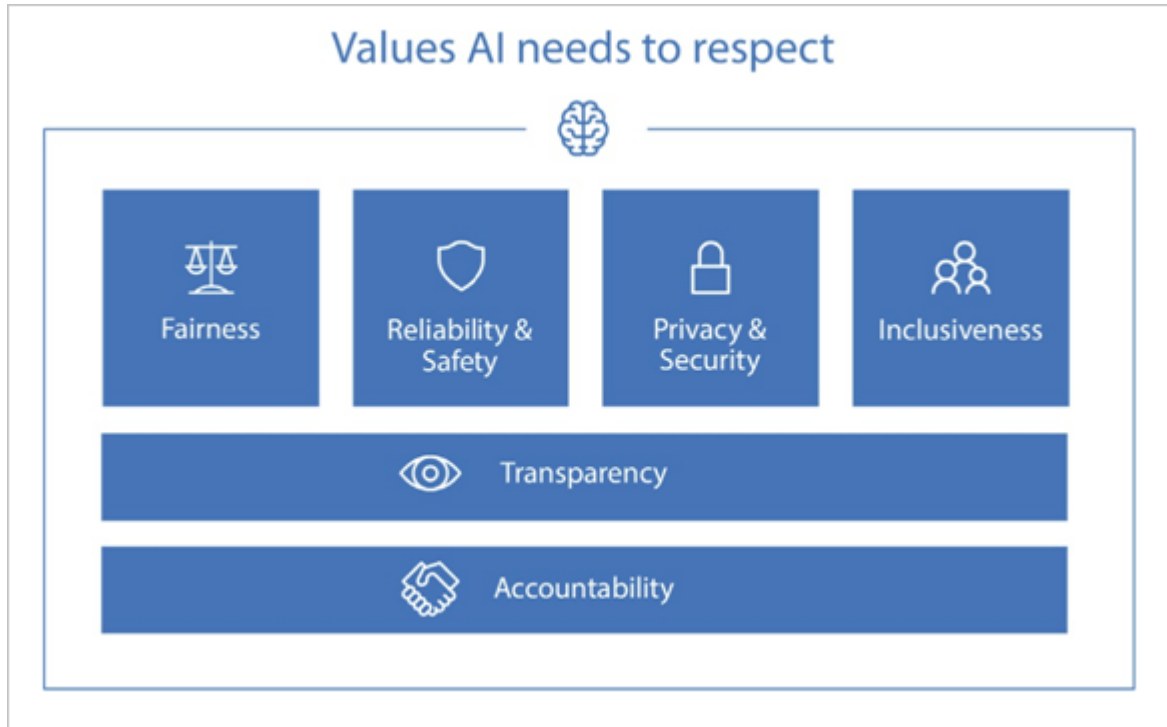 Values AI needs to respect
Fairness
Reliability &
Safety
Privacy &
Security
Inclusiveness
Transparency
Accountability